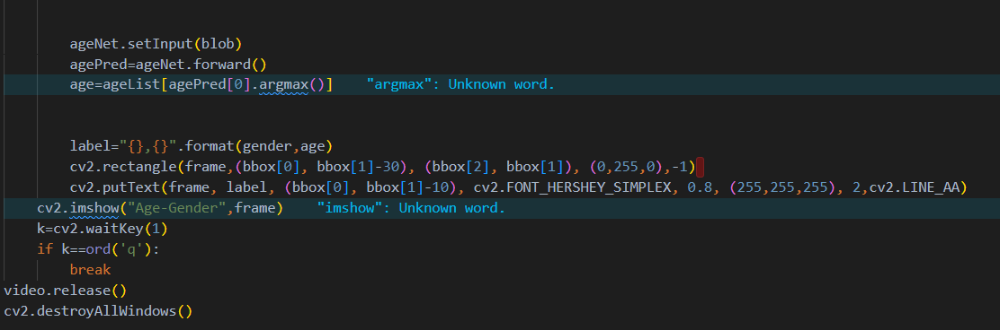 ageNet.setInput(blob)
agePred=ageNet.forward()
age=ageList[agePred[0].argmax()]    "argmax": Unknown word.
label="{},{}".format(gender,age)
cv2.rectangle(frame,(bbox[0], bbox[1]-30), (bbox[2], bbox[1]), (0,255,0),-1)
cv2.putText(frame, label, (bbox[0], bbox[1]-10), cv2.FONT_HERSHEY_SIMPLEX, 0.8, (255,255,255), 2,cv2.LINE_AA)
cv2.imshow("Age-Gender",frame)    "imshow": Unknown word.
k=cv2.waitKey(1)
if k==ord('q'):
break
video.release()
cv2.destroyAllWindows()